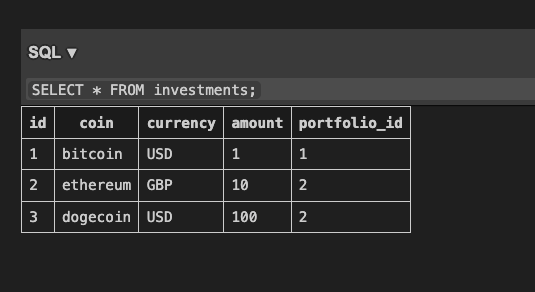 SQL ▼
SELECT * FROM investments;
id coin currency amount portfolio_id
1 bitcoin USD 1 1
2 ethereum GBP 10 2
3 dogecoin USD 100 2